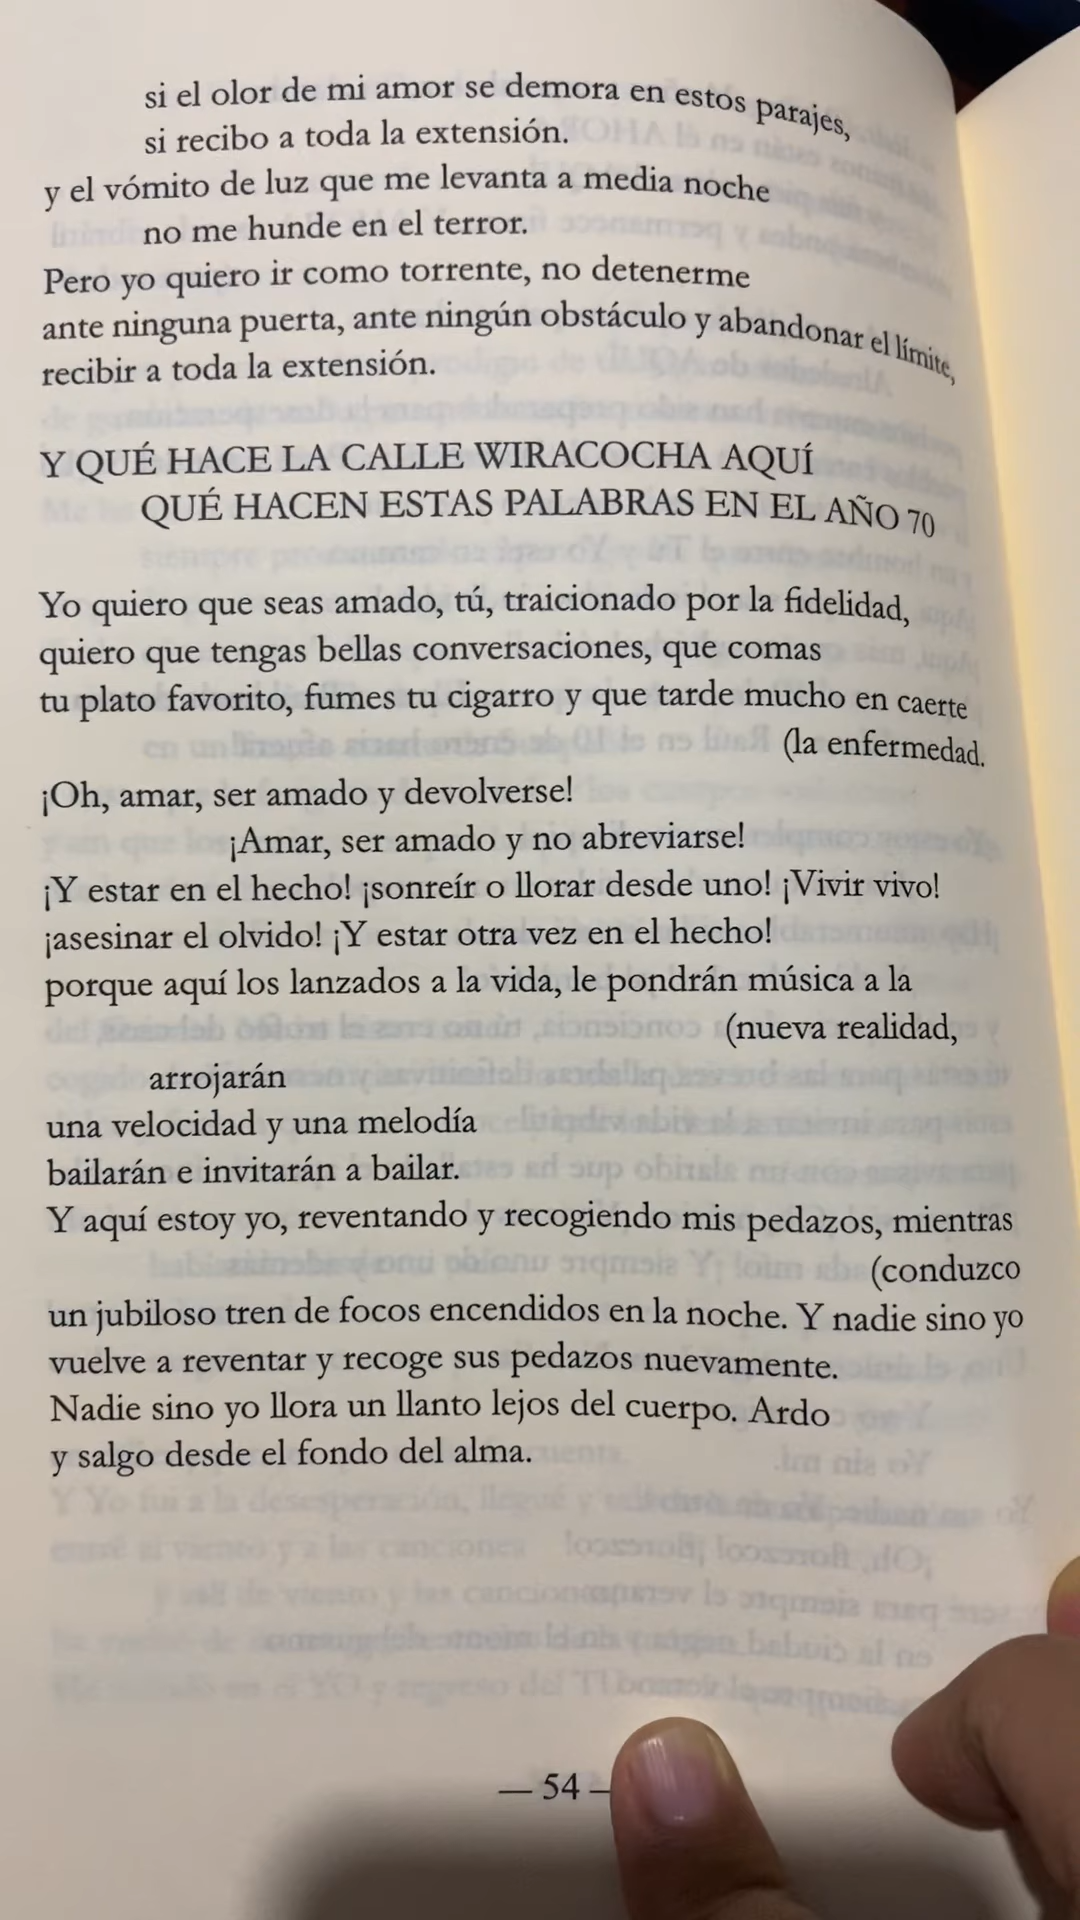 si el olor de mi amor se demora en estos parajes,
si recibo a toda la extensión.
y el vómito de luz que me levanta a media noche
no me hunde en el terror.
Pero yo quiero ir como torrente, no detenerme
ante ninguna puerta, ante ningún obstáculo y abandonar el límite,
recibir a toda la extensión.
Y QUÉ HACE LA CALLE WIRACOCHA AQUÍ
QUÉ HACEN ESTAS PALABRAS EN EL AÑO 70
Yo quiero que seas amado, tú, traicionado por la fidelidad,
quiero que tengas bellas conversaciones, que comas
tu plato favorito, fumes tu cigarro y que tarde mucho en caerte
(la enfermedad.
¡Oh, amar, ser amado y devolverse!
¡Amar, ser amado y no abreviarse!
¡Y estar en el hecho! ¡sonreír o llorar desde uno! ¡Vivir vivo!
¡asesinar el olvido! ¡Y estar otra vez en el hecho!
porque aquí los lanzados a la vida, le pondrán música a la
(nueva realidad,
arrojarán
una velocidad y una melodía
bailarán e invitarán a bailar.
Y aquí estoy yo, reventando y recogiendo mis pedazos, mientras
(conduzco
un jubiloso tren de focos encendidos en la noche. Y nadie sino yo
vuelve a reventar y recoge sus pedazos nuevamente.
Nadie sino yo llora un llanto lejos del cuerpo. Ardo
y salgo desde el fondo del alma.
— 54 —